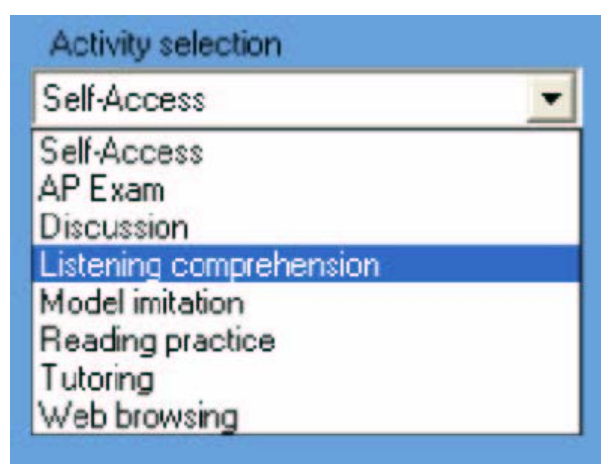 Activity selection
Self-Access
Self-Access
AP Exam
Discussion
Listening comprehension
Model imitation
Reading practice
Tutoring
Web browsing